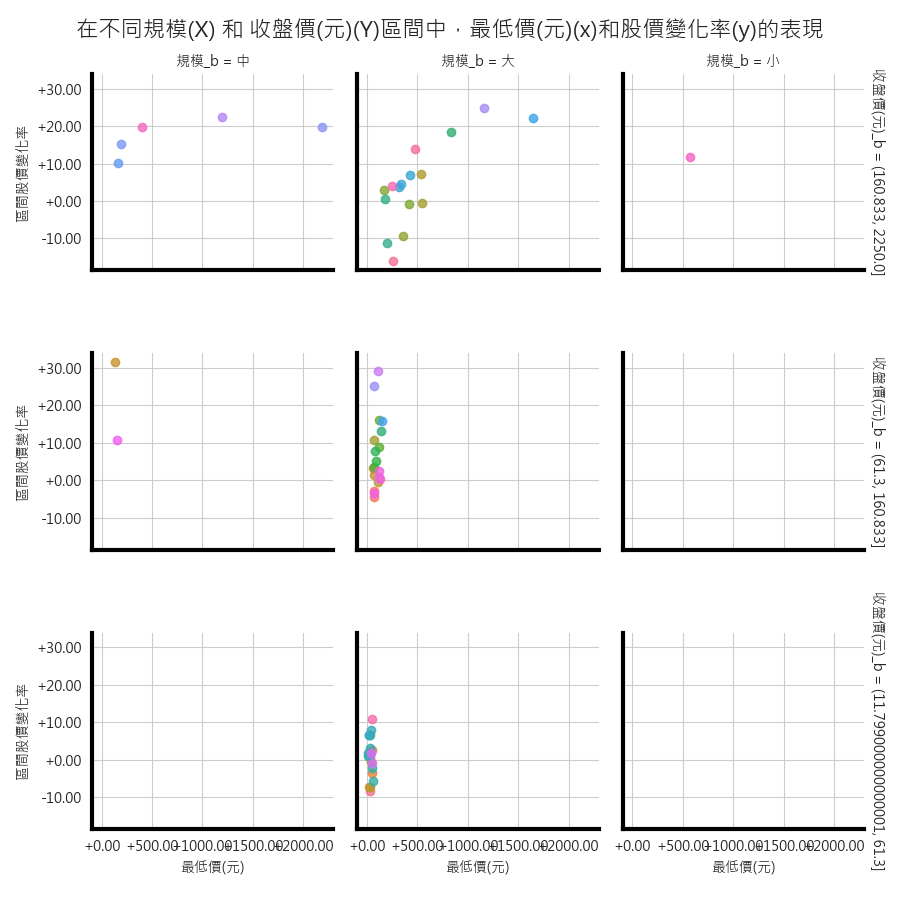 在不同規模(X) 和 收盤價(元)(Y)區間中，最低價(元)(x)和股價變化率(y)的表現
規模_b = 中
規模_b = 大
規模_b = 小
+30.00
+20.00
+10.00
+0.00
-10.00
區間股價變化率
收盤價(元)_b = (160.833, 2250.0]
+30.00
+20.00
+10.00
+0.00
-10.00
區間股價變化率
收盤價(元)_b = (61.3, 160.833]
+30.00
+20.00
+10.00
+0.00
-10.00
區間股價變化率
收盤價(元)_b = (11.799000000000001, 61.3]
+0.00 +500.00 +1000.00 +1500.00 +2000.00
+0.00 +500.00 +1000.00 +1500.00 +2000.00
+0.00 +500.00 +1000.00 +1500.00 +2000.00
最低價(元)
最低價(元)
最低價(元)